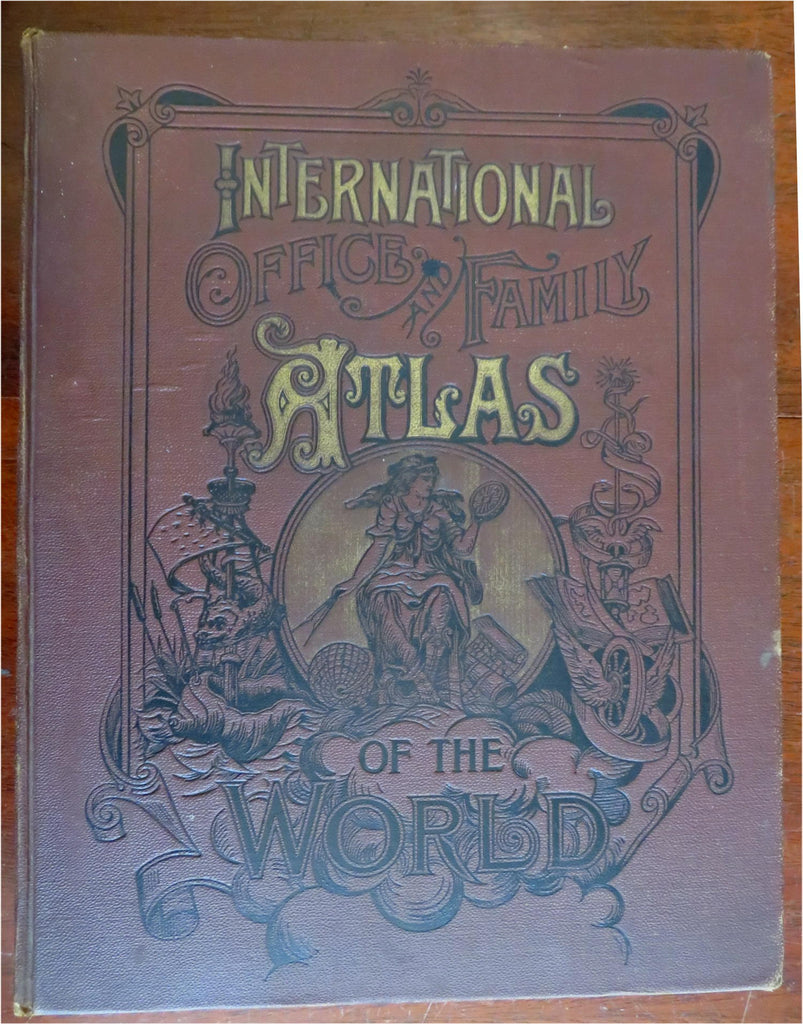 INTERNATIONAL
OFFICE AND FAMILY
ATLAS
OF THE
WORLD